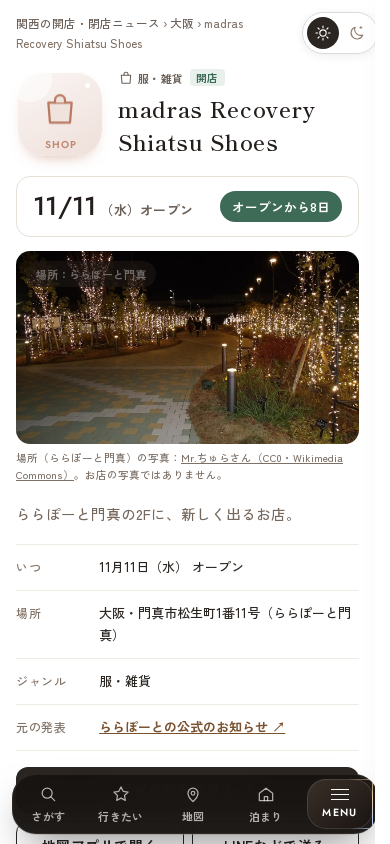 関西の開店・閉店ニュース › 大阪 › madras
Recovery Shiatsu Shoes
服・雑貨 開店
madras Recovery
Shiatsu Shoes
SHOP
11/11 （水）オープン オープンから8日
場所：ららぽーと門真
場所（ららぽーと門真）の写真：Mr.ちゅらさん（CC0・Wikimedia
Commons）。お店の写真ではありません。
ららぽーと門真の2Fに、新しく出るお店。
いつ 11月11日（水） オープン
場所 大阪・門真市松生町1番11号（ららぽーと門
真）
ジャンル 服・雑貨
元の発表 ららぽーとの公式のお知らせ ↗
さがす 行きたい 地図 泊まり MENU